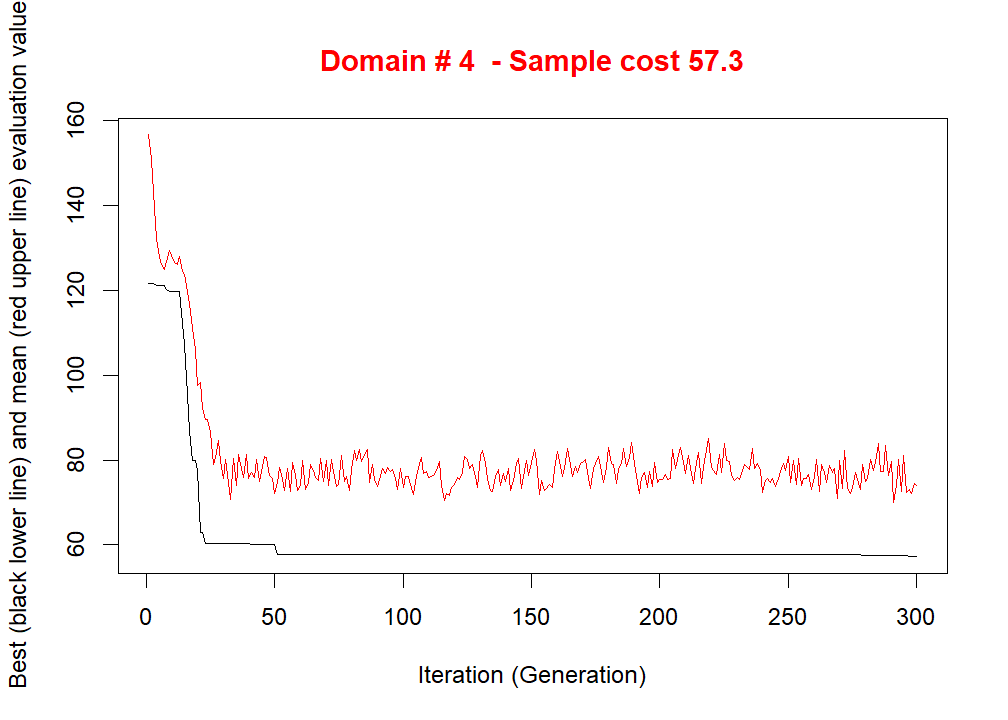 Domain # 4  - Sample cost 57.3
Best (black lower line) and mean (red upper line) evaluation value
160
140
120
100
80
60
0 50 100 150 200 250 300
Iteration (Generation)